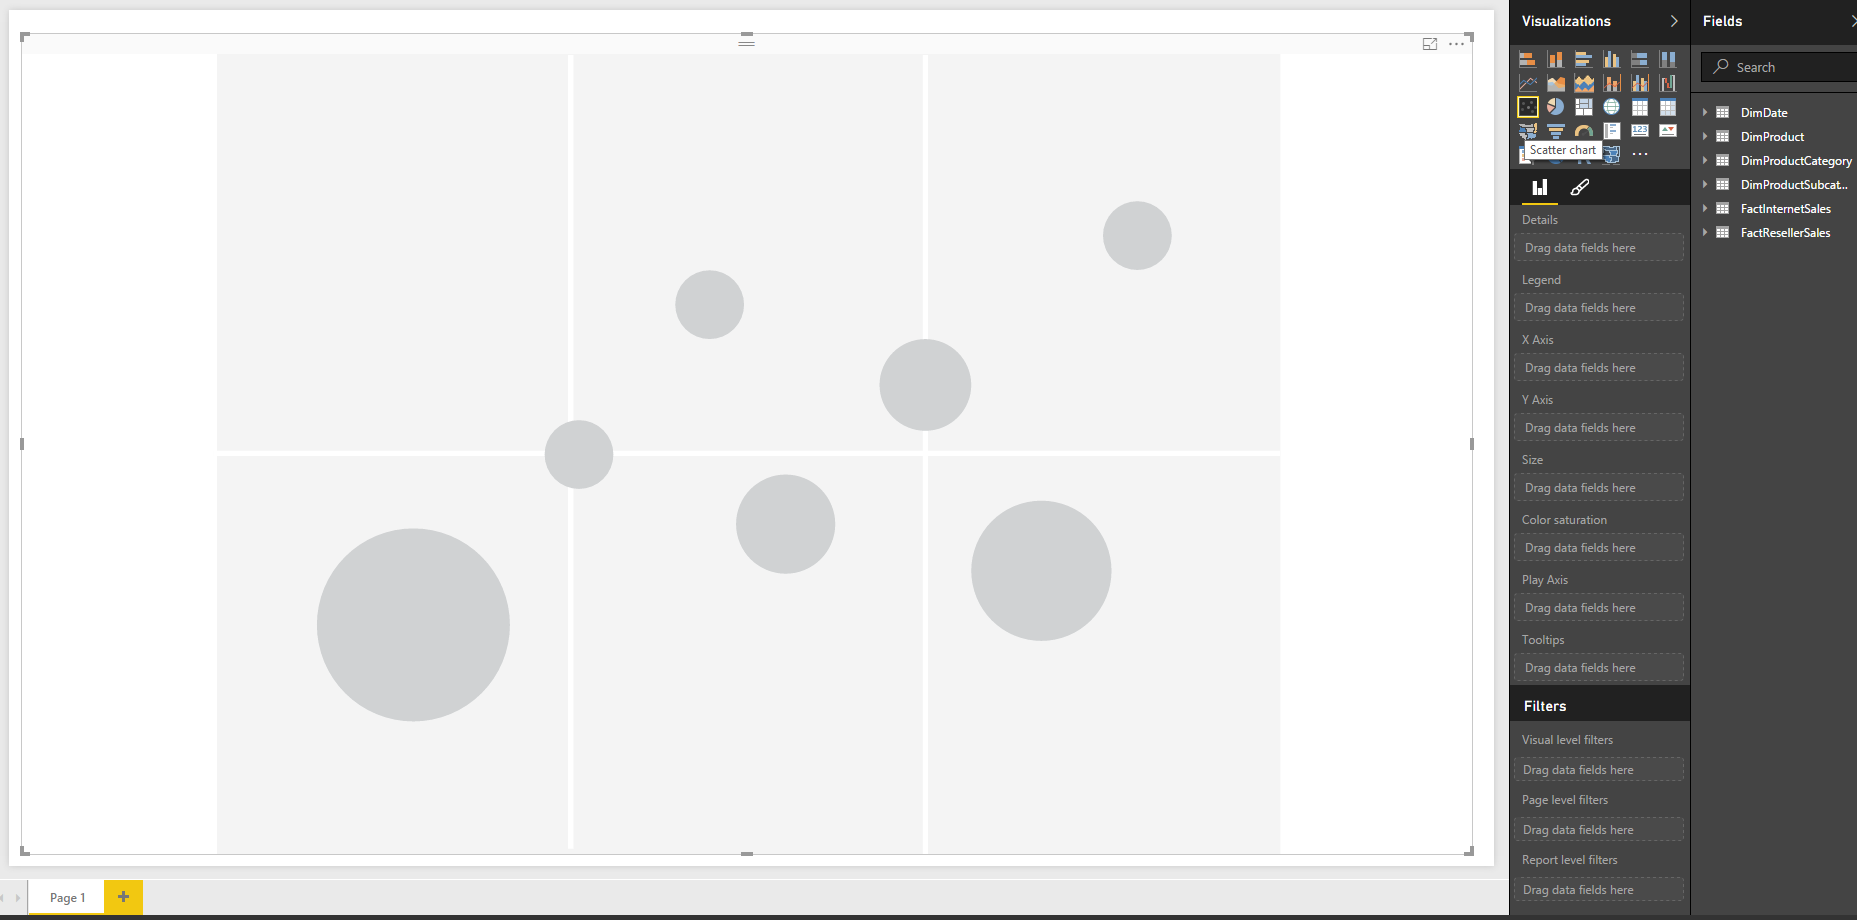 Visualizations
Fields
Search
123
Scatter chart
DimDate
DimProduct
DimProductCategory
DimProductSubcat...
FactInternetSales
FactResellerSales
Details
Drag data fields here
Legend
Drag data fields here
X Axis
Drag data fields here
Y Axis
Drag data fields here
Size
Drag data fields here
Color saturation
Drag data fields here
Play Axis
Drag data fields here
Tooltips
Drag data fields here
Filters
Visual level filters
Drag data fields here
Page level filters
Drag data fields here
Report level filters
Drag data fields here
Page 1